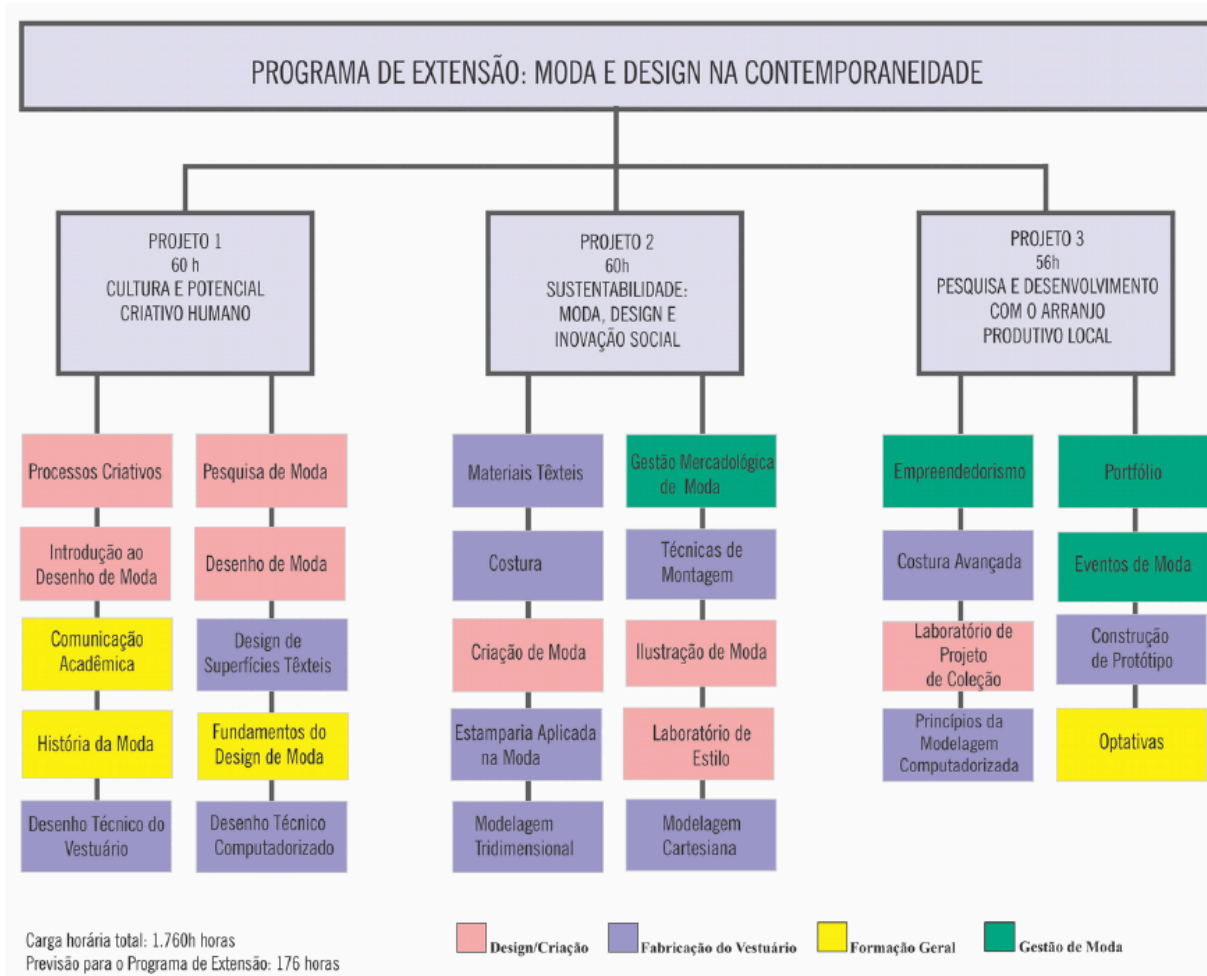 PROGRAMA DE EXTENSÃO: MODA E DESIGN NA CONTEMPORANEIDADE
PROJETO 1
60 h
CULTURA E POTENCIAL
CRIATIVO HUMANO
PROJETO 2
60h
SUSTENTABILIDADE:
MODA, DESIGN E
INOVAÇÃO SOCIAL
PROJETO 3
56h
PESQUISA E DESENVOLVIMENTO
COM O ARRANJO
PRODUTIVO LOCAL
Processos Criativos
Introdução ao
Desenho de Moda
Comunicação
Acadêmica
História da Moda
Desenho Técnico do
Vestuário
Pesquisa de Moda
Desenho de Moda
Design de
Superfícies Têxteis
Fundamentos do
Design de Moda
Desenho Técnico
Computadorizado
Materiais Têxteis
Costura
Criação de Moda
Estamparia Aplicada
na Moda
Modelagem
Tridimensional
Gestão Mercadológica
de Moda
Técnicas de
Montagem
Ilustração de Moda
Laboratório de
Estilo
Modelagem
Cartesiana
Empreendedorismo
Costura Avançada
Laboratório de
Projeto
de Coleção
Princípios da
Modelagem
Computadorizada
Portfólio
Eventos de Moda
Construção
de Protótipo
Optativas
Carga horária total: 1.760h horas
Previsão para o Programa de Extensão: 176 horas
Design/Criação
Fabricação do Vestuário
Formação Geral
Gestão de Moda